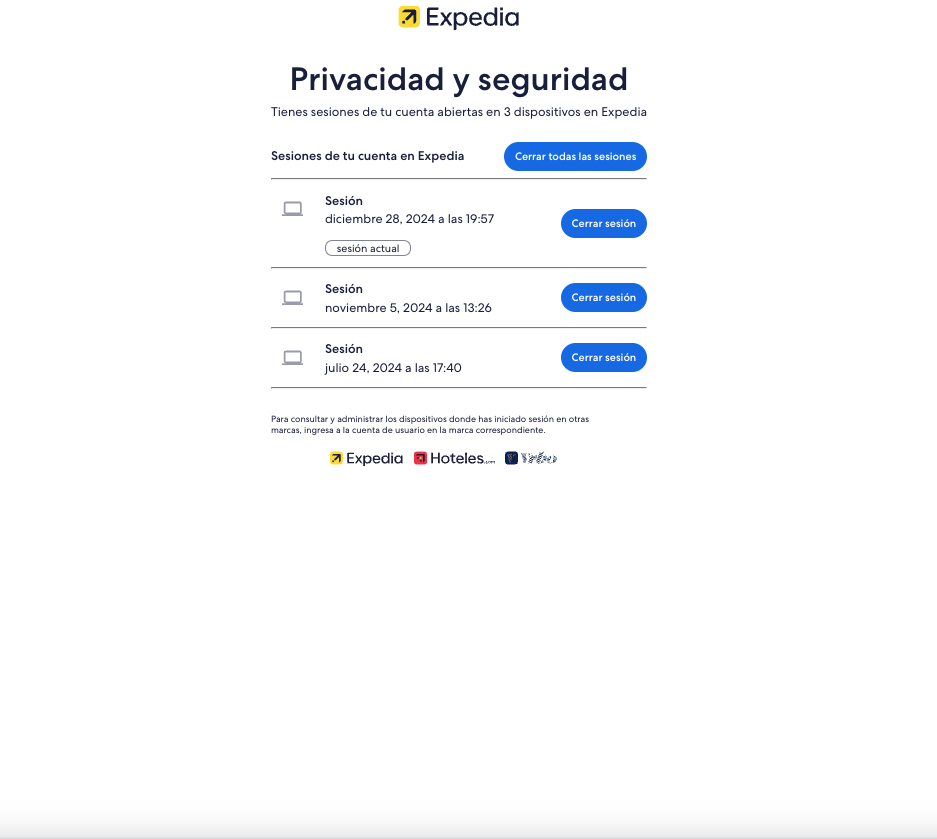 Expedia
Privacidad y seguridad
Tienes sesiones de tu cuenta abiertas en 3 dispositivos en Expedia
Sesiones de tu cuenta en Expedia
Cerrar todas las sesiones
Sesión
diciembre 28, 2024 a las 19:57
sesión actual
Cerrar sesión
Sesión
noviembre 5, 2024 a las 13:26
Cerrar sesión
Sesión
julio 24, 2024 a las 17:40
Cerrar sesión
Para consultar y administrar los dispositivos donde has iniciado sesión en otras
marcas, ingresa a la cuenta de usuario en la marca correspondiente.
Expedia Hoteles.com